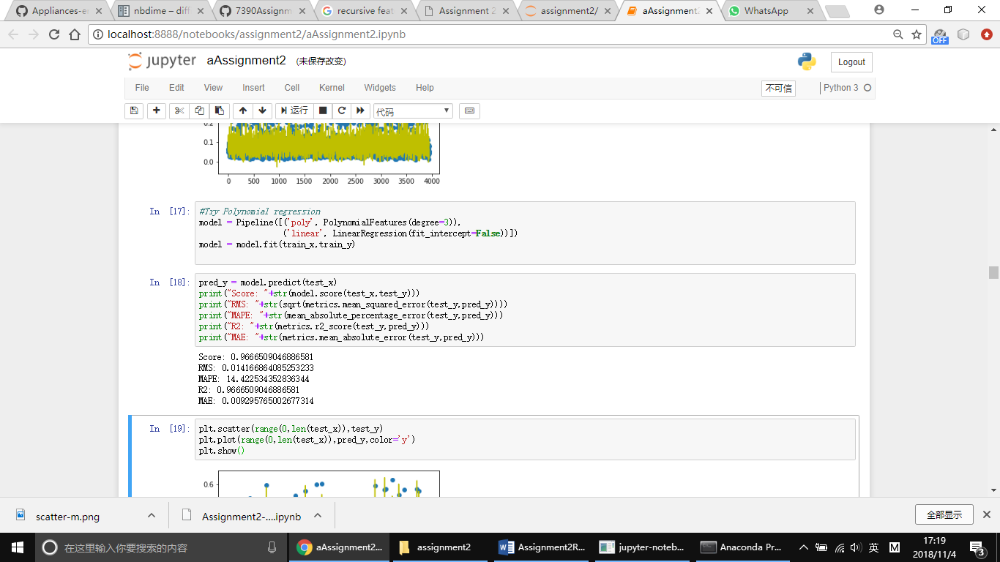 Appliances-er
nbdime – diff
7390Assignm
recursive feat
Assignment 2
assignment2/
aAssignment2
WhatsApp
localhost:8888/notebooks/assignment2/aAssignment2.ipynb
OFF
jupyter aAssignment2 (未保存改变)
Logout
File Edit View Insert Cell Kernel Widgets Help
不可信
Python 3
运行
代码
0.2
0.1
0.0
0 500 1000 1500 2000 2500 3000 3500 4000
In [17]:
#Try Polynomial regression
model = Pipeline([('poly', PolynomialFeatures(degree=3)),
('linear', LinearRegression(fit_intercept=False))])
model = model.fit(train_x,train_y)
In [18]:
pred_y = model.predict(test_x)
print("Score: "+str(model.score(test_x,test_y)))
print("RMS: "+str(sqrt(metrics.mean_squared_error(test_y,pred_y))))
print("MAPE: "+str(mean_absolute_percentage_error(test_y,pred_y)))
print("R2: "+str(metrics.r2_score(test_y,pred_y)))
print("MAE: "+str(metrics.mean_absolute_error(test_y,pred_y)))
Score: 0.9666509046886581
RMS: 0.014166864085253233
MAPE: 14.422534352836344
R2: 0.9666509046886581
MAE: 0.009295765002677314
In [19]:
plt.scatter(range(0,len(test_x)),test_y)
plt.plot(range(0,len(test_x)),pred_y,color='y')
plt.show()
0.6
scatter-m.png
Assignment2-....ipynb
全部显示
在这里输入你要搜索的内容
aAssignment2...
assignment2
Assignment2R...
jupyter-noteb...
Anaconda Pr...
英
M
17:19
2018/11/4
3